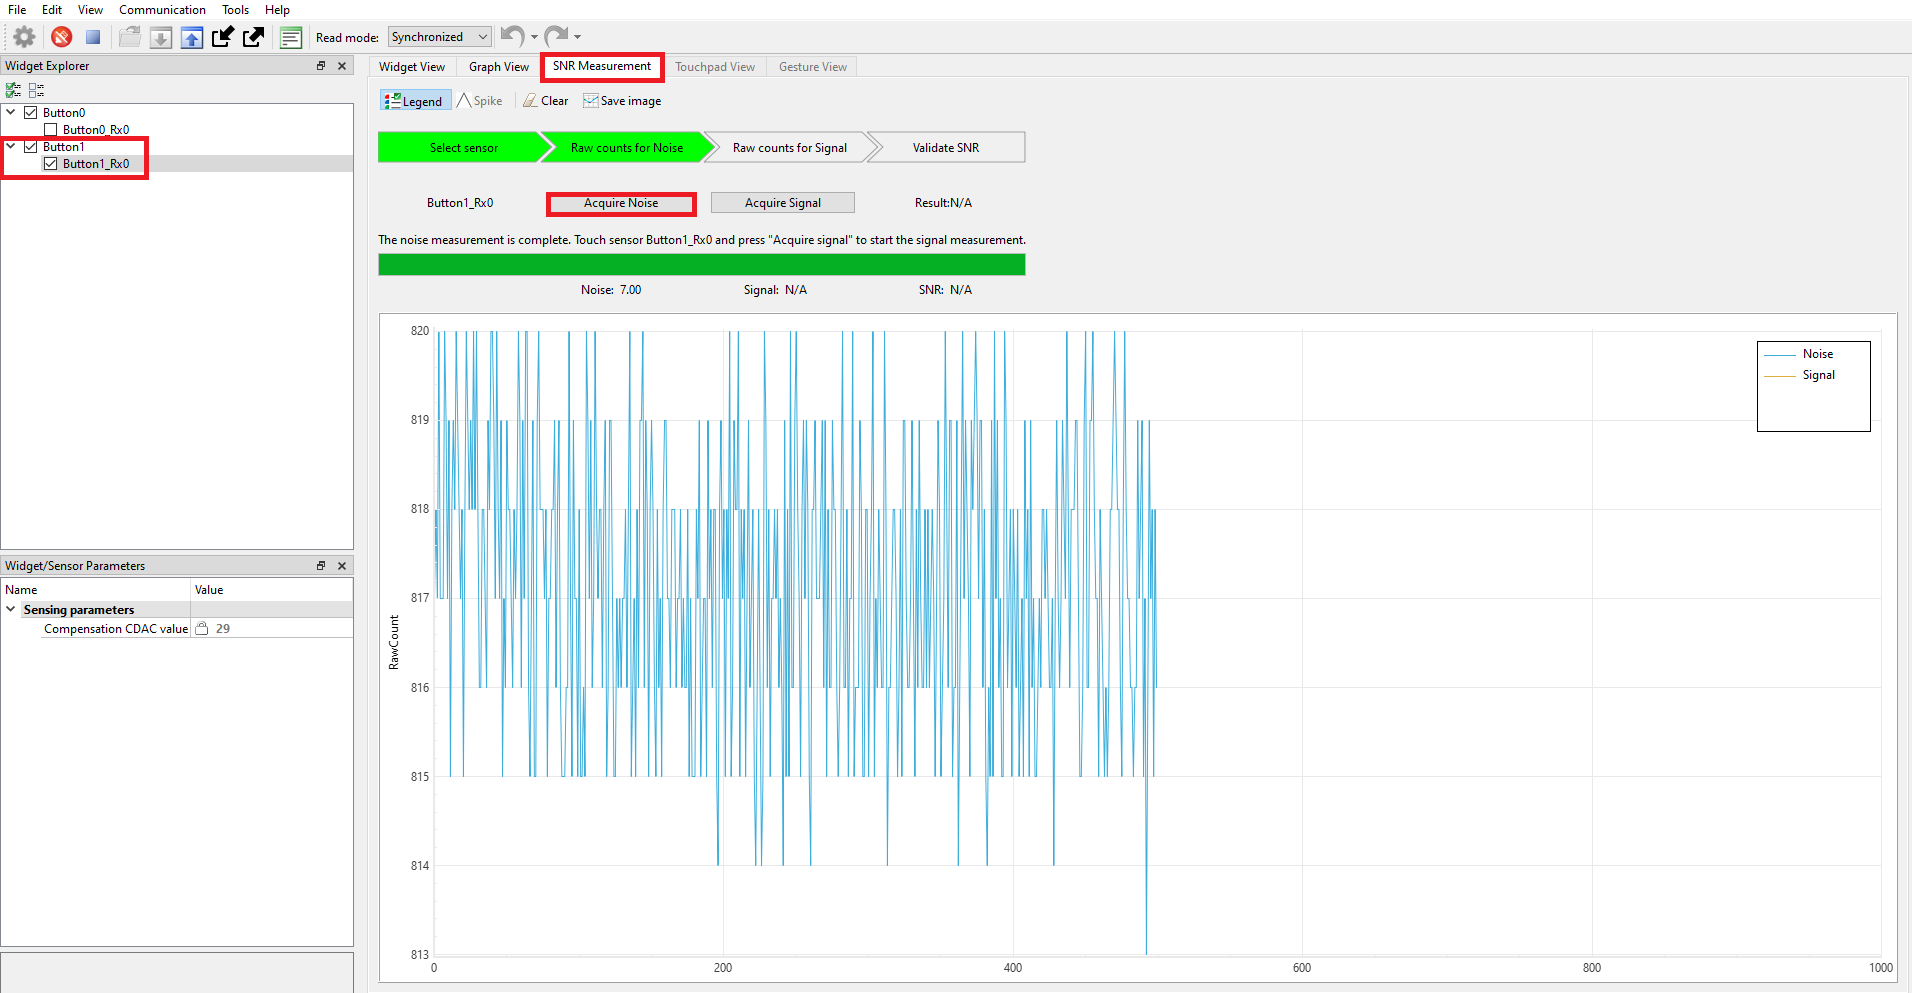 File Edit View Communication Tools Help
Read mode: Synchronized
Widget Explorer
Button0
Button0_Rx0
Button1
Button1_Rx0
Widget/Sensor Parameters
Name Value
Sensing parameters
Compensation CDAC value 29
Widget View Graph View SNR Measurement Touchpad View Gesture View
Legend Spike Clear Save image
Select sensor Raw counts for Noise Raw counts for Signal Validate SNR
Button1_Rx0 Acquire Noise Acquire Signal Result:N/A
The noise measurement is complete. Touch sensor Button1_Rx0 and press "Acquire signal" to start the signal measurement.
Noise: 7.00 Signal: N/A SNR: N/A
820
819
818
817
816
815
814
813
RawCount
0 200 400 600 800 1000
Noise
Signal